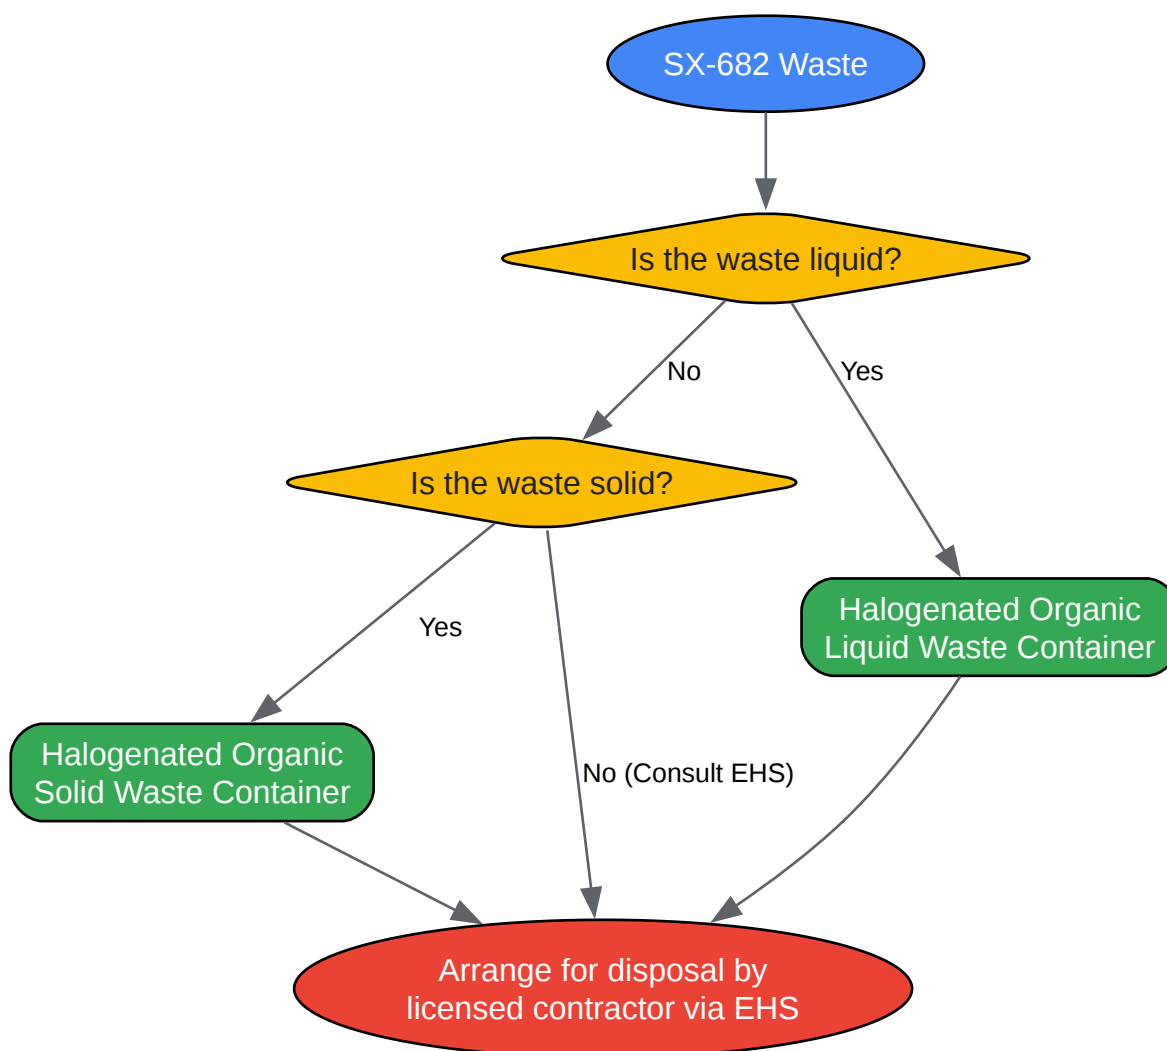 SX-682 Waste
Is the waste liquid?
No
Yes
Is the waste solid?
Halogenated Organic
Liquid Waste Container
Yes
Halogenated Organic
Solid Waste Container
No (Consult EHS)
Arrange for disposal by
licensed contractor via EHS